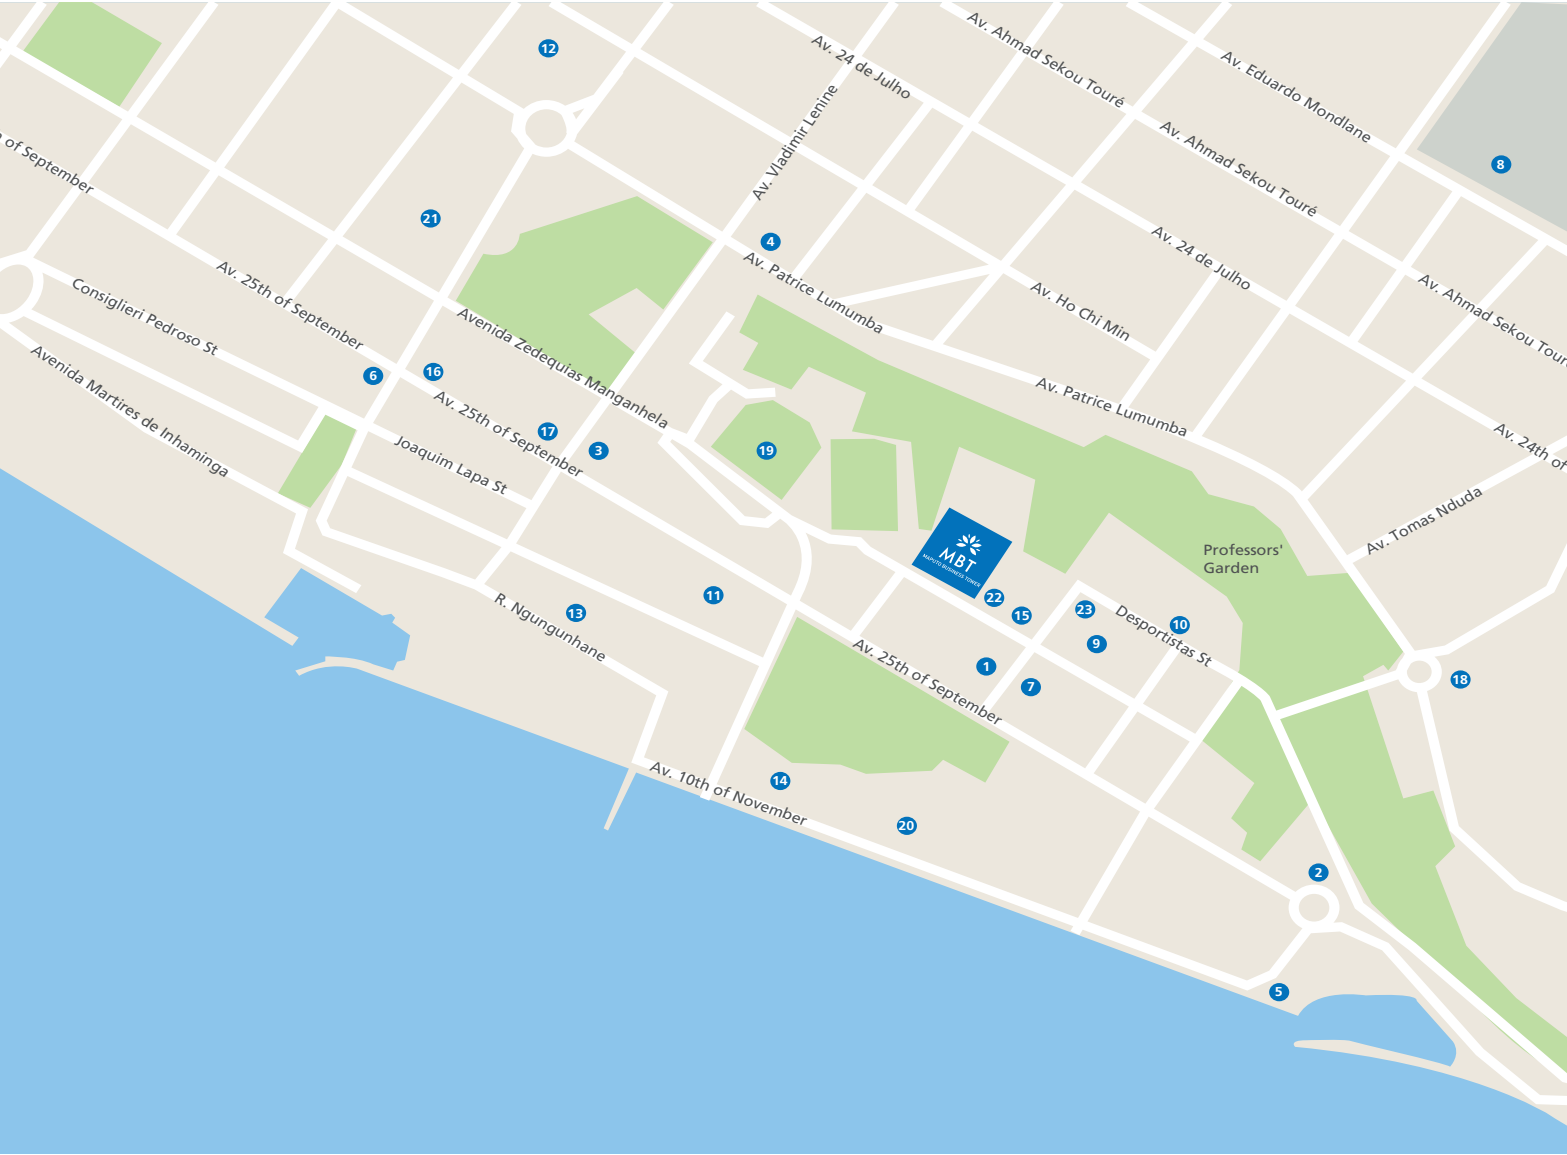 Av. Ahmad Sekou Touré
Av. 24 de Julho
12
Av. Eduardo Mondlane
Av. Vladimir Lenine
Av. Ahmad Sekou Touré
of September
8
21
4
Av. Patrice Lumumba
Av. 24 de Julho
Av. 25th of September
Consiglieri Pedroso St
Av. Ho Chi Min
Av. Ahmad Sekou Tour
Avenida Zedequias Manganhela
Avenida Martires de Inhaminga
6
16
Av. 25th of September
Av. Patrice Lumumba
17
3
19
Joaquim Lapa St
Av. 24th of
Av. Tomas Nduda
MBT
MAPUTO BUSINESS TOWER
Professors'
Garden
11
13
R. Ngungunhane
22
15
23
10
Desportistas St
9
Av. 25th of September
1
7
18
Av. 10th of November
14
20
2
5